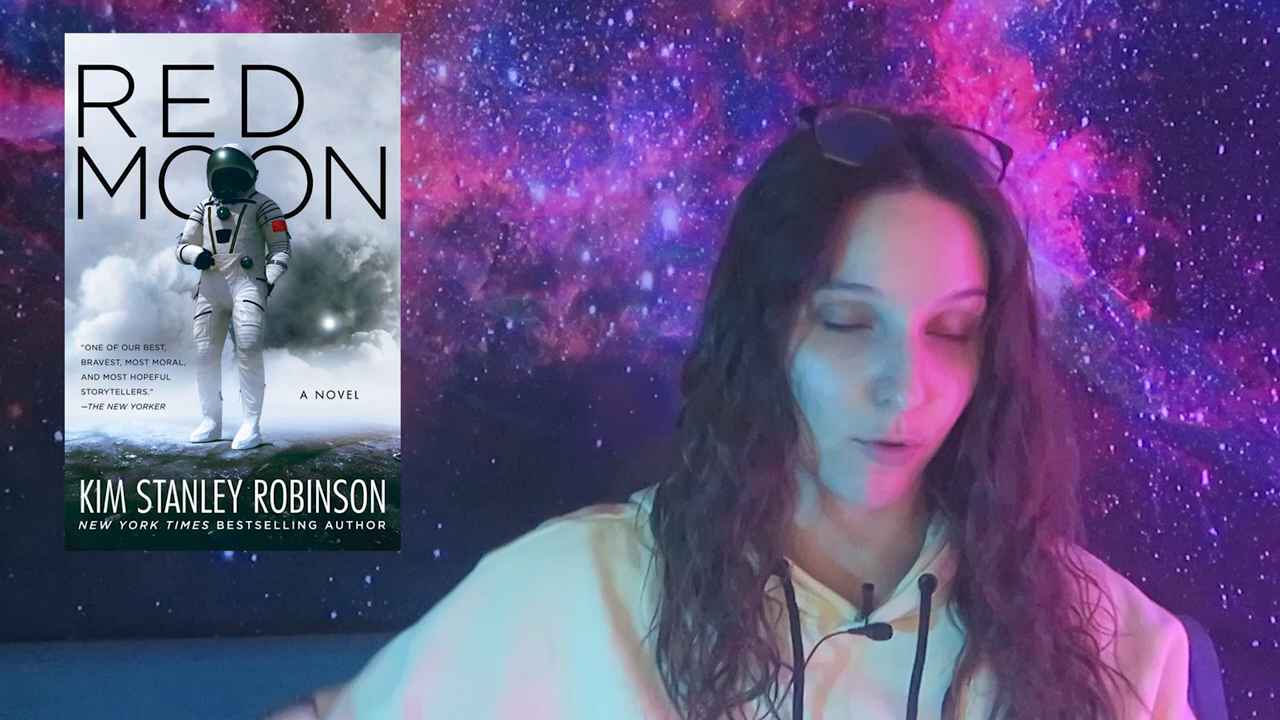 RED
MOON
"ONE OF OUR BEST,
BRAVEST, MOST MORAL,
AND MOST HOPEFUL
STORYTELLERS."
—THE NEW YORKER
A NOVEL
KIM STANLEY ROBINSON
NEW YORK TIMES BESTSELLING AUTHOR